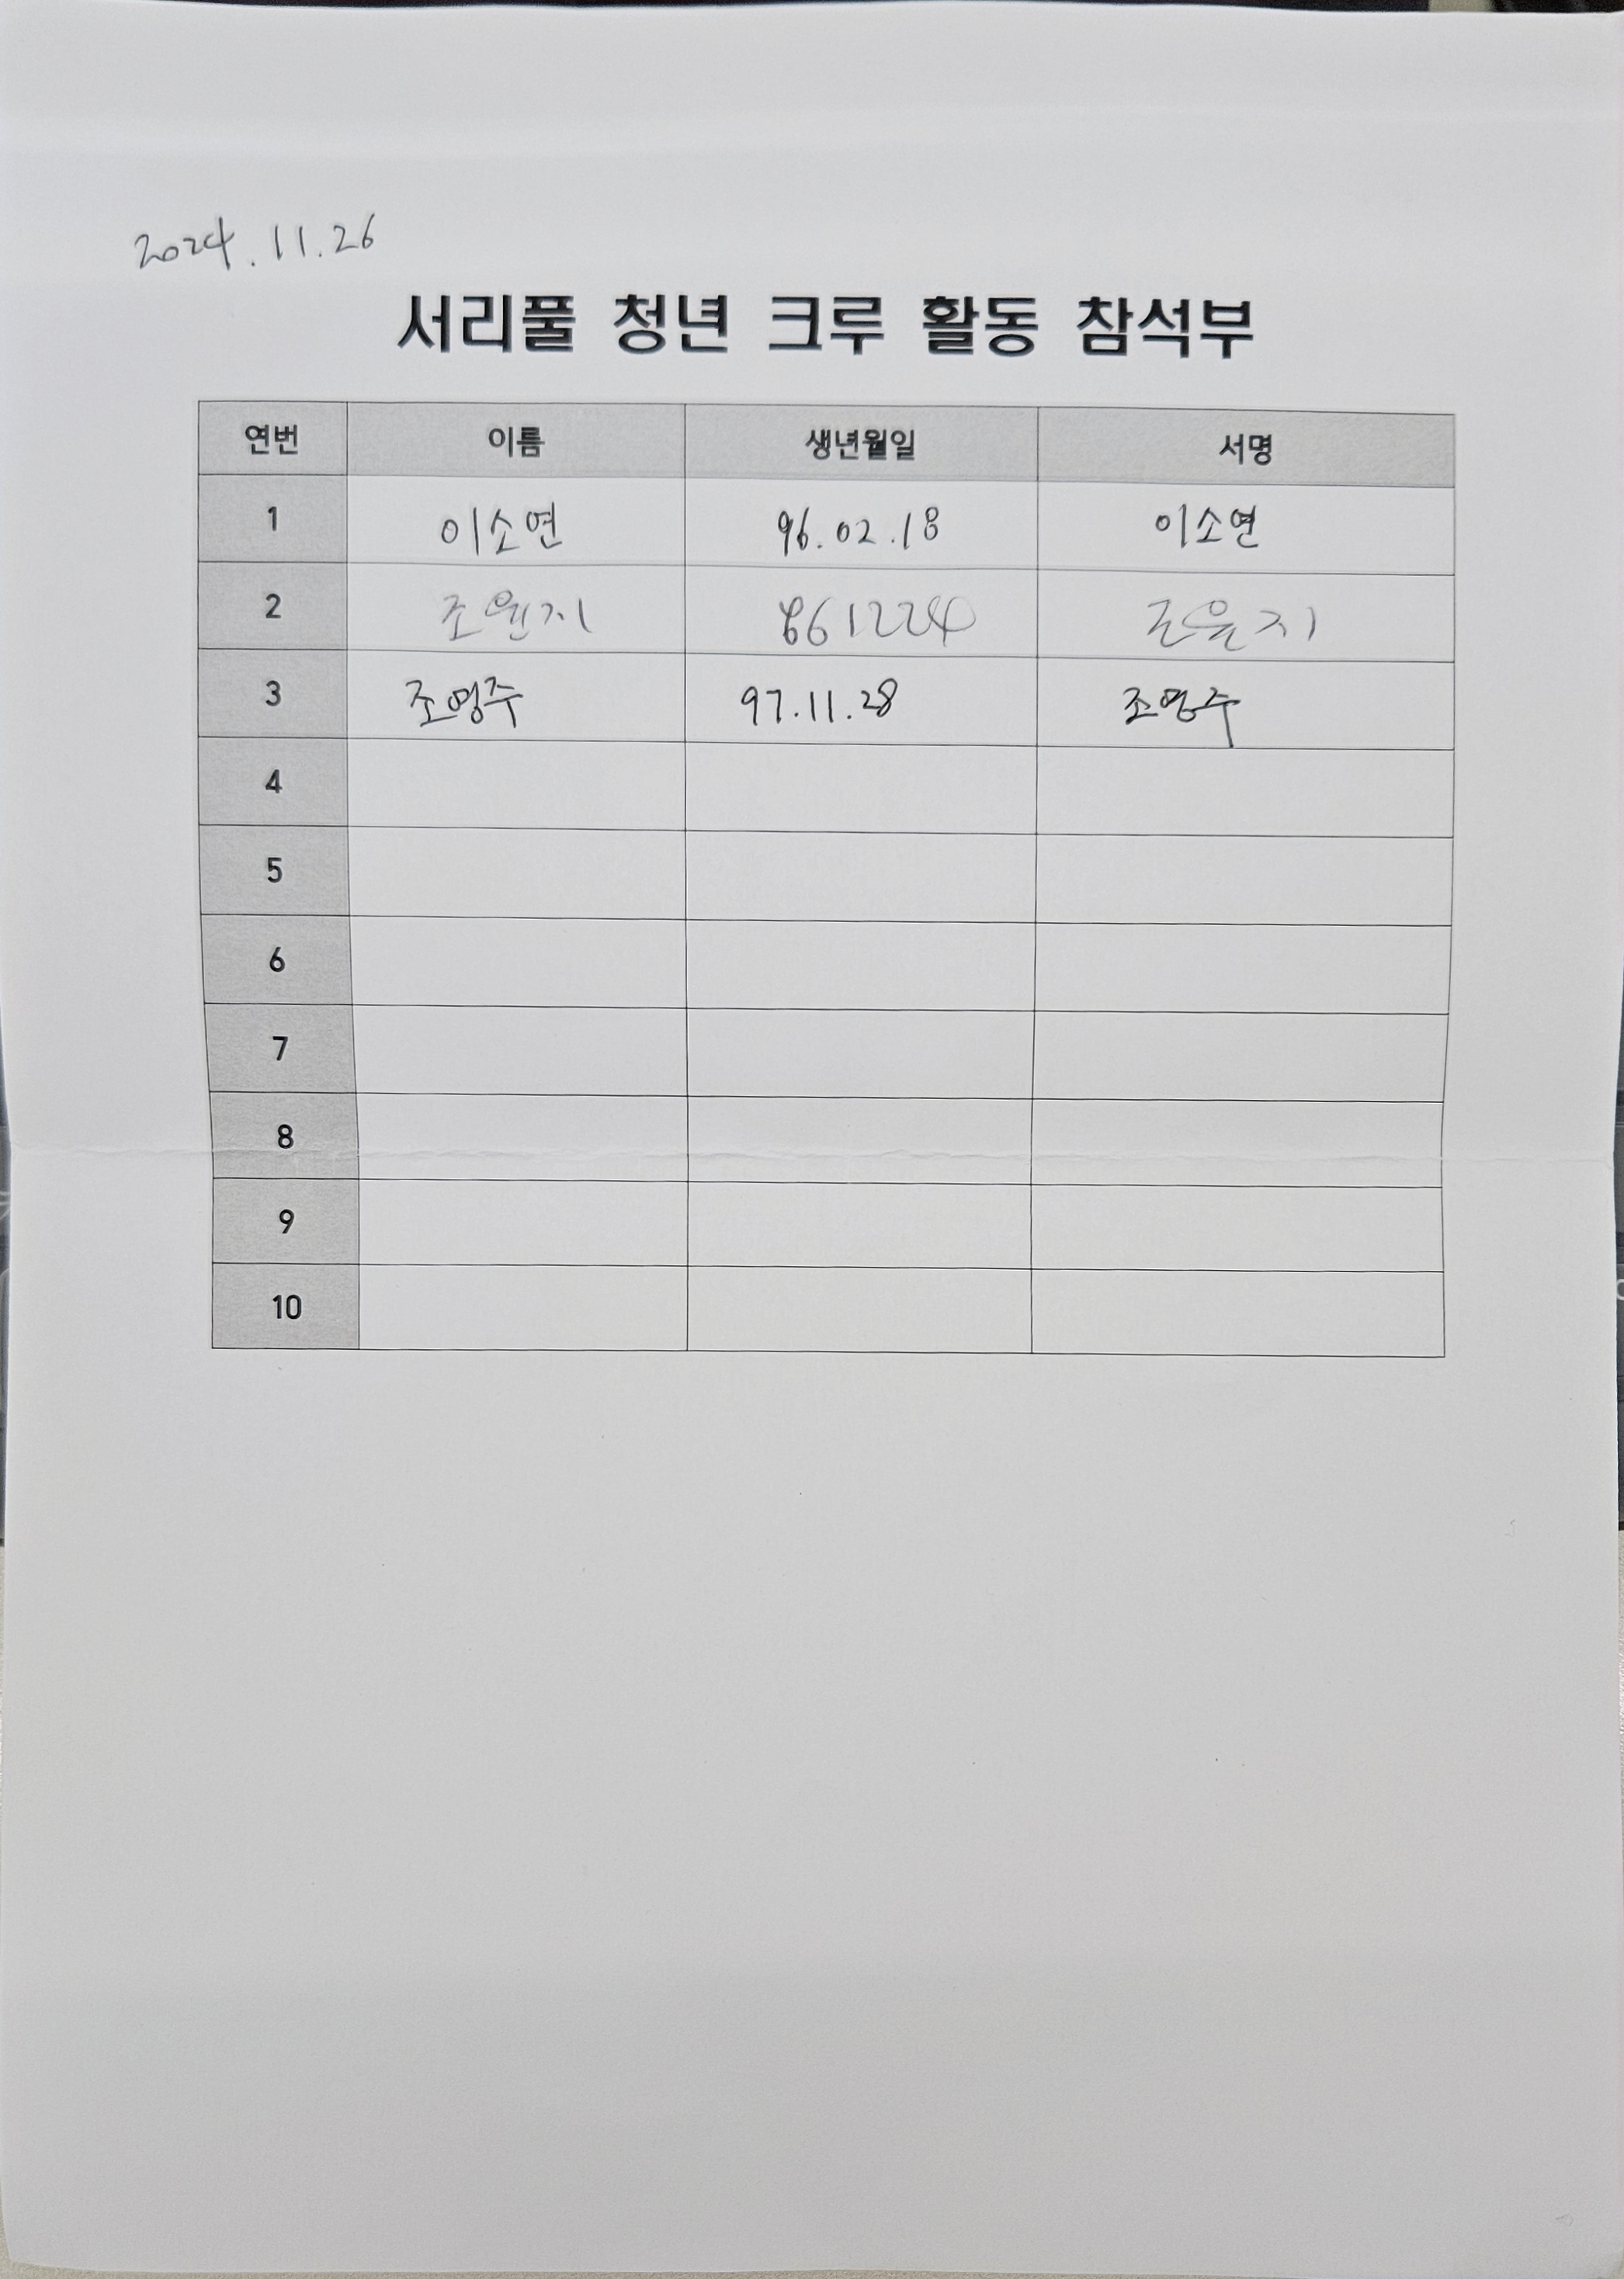 2024.11.26
서리풀 청년 크루 활동 참석부
연번 이름 생년월일 서명
1 이소연 96.02.18 이소연
2 조윤지 861224 조윤지
3 조영주 97.11.28 조영주
4
5
6
7
8
9
10